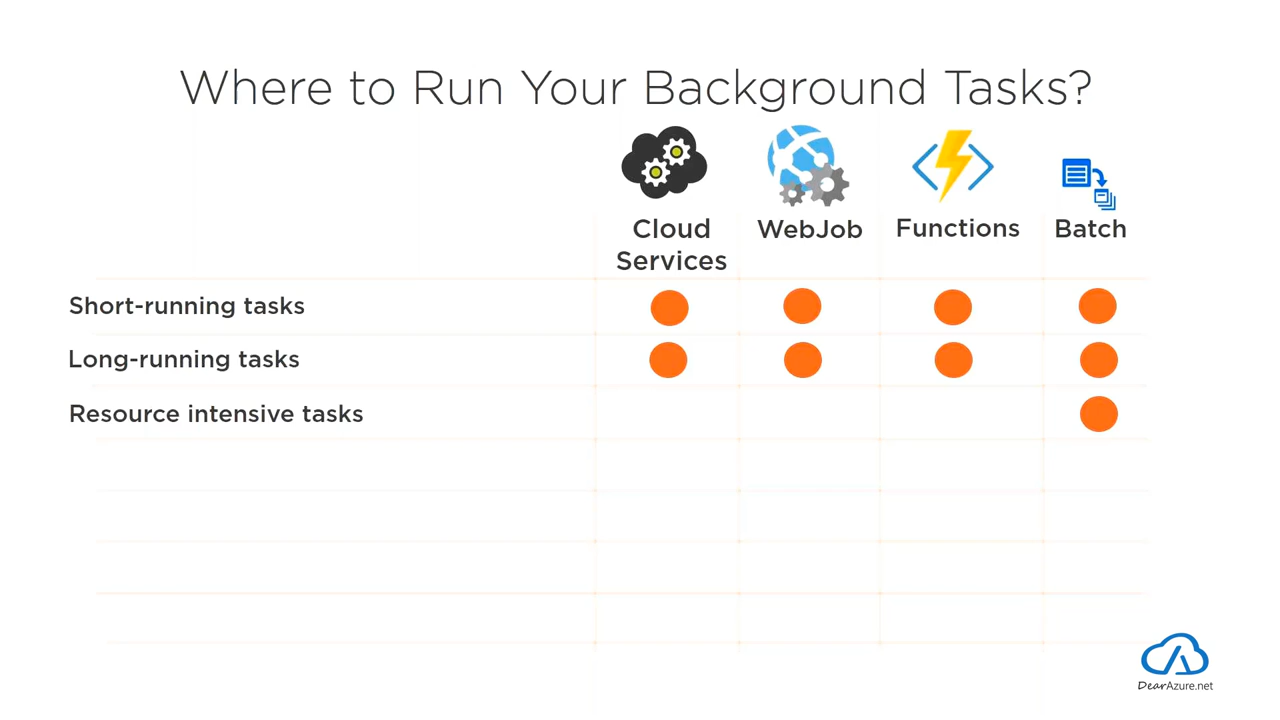 Where to Run Your Background Tasks?
Cloud Services
WebJob
Functions
Batch
Short-running tasks
Long-running tasks
Resource intensive tasks
DearAzure.net